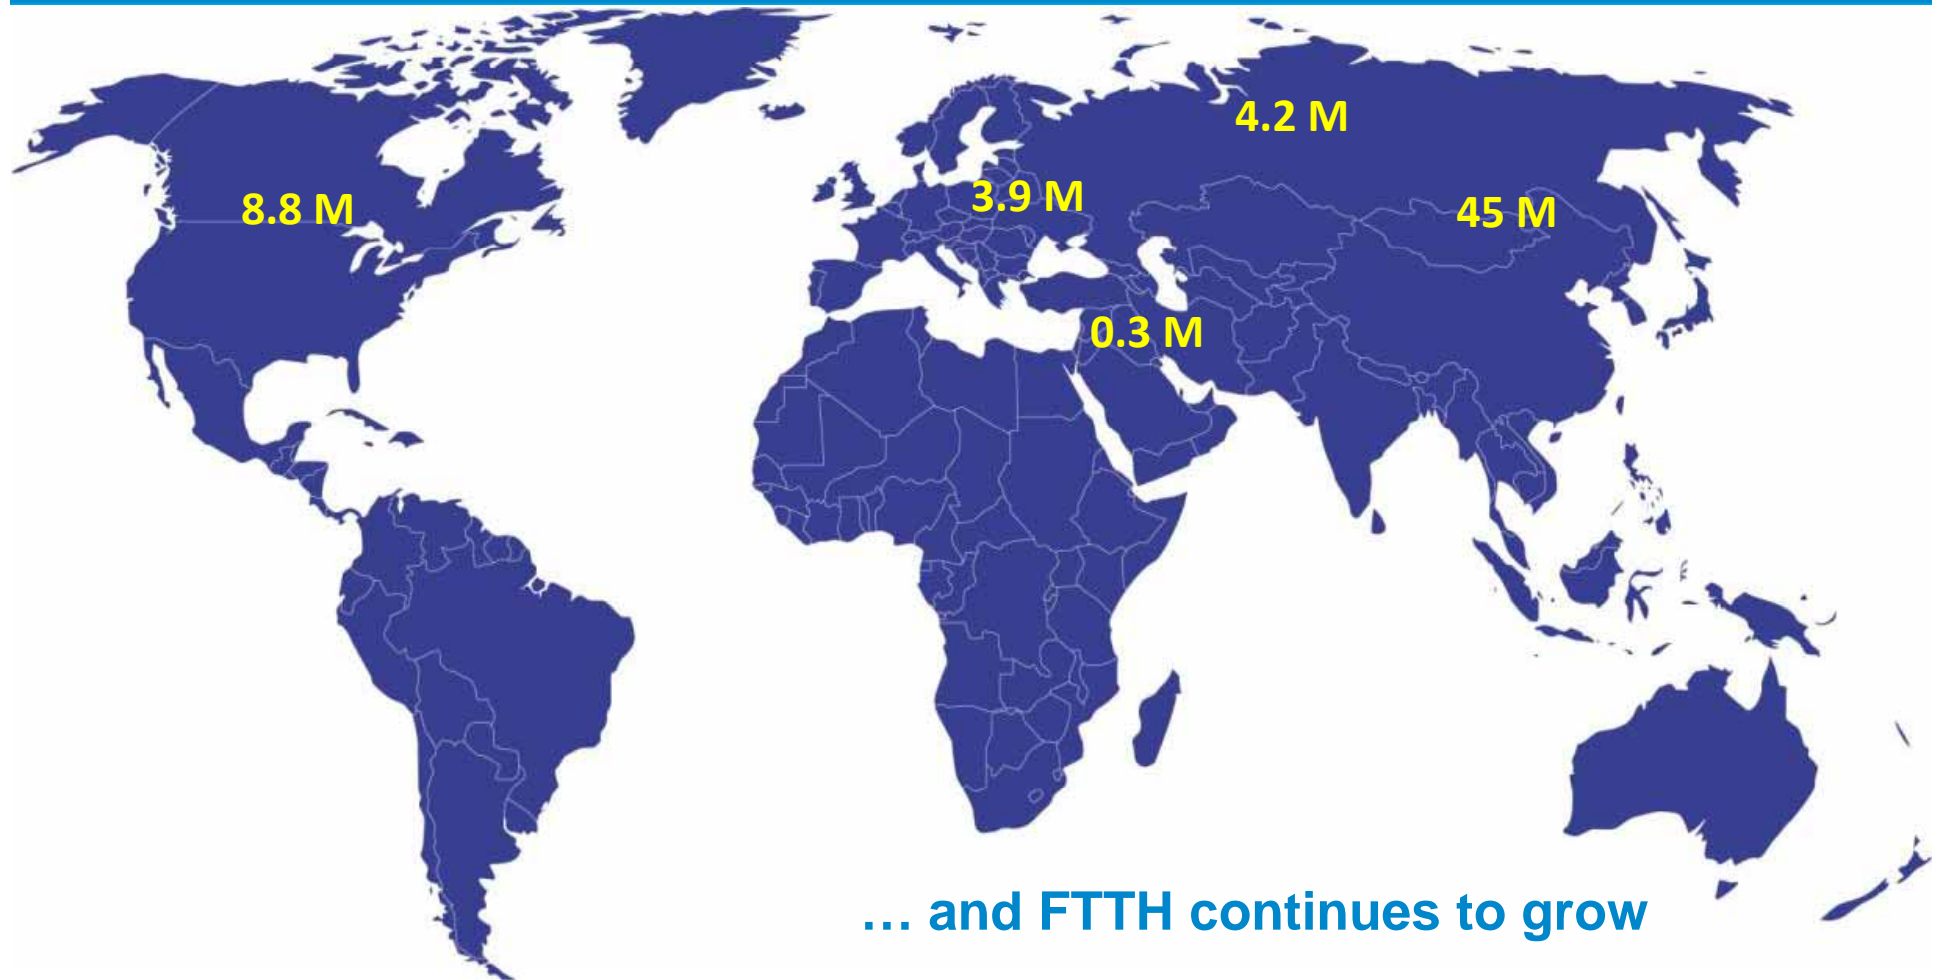 4.2 M
3.9 M
8.8 M
45 M
0.3 M
… and FTTH continues to grow